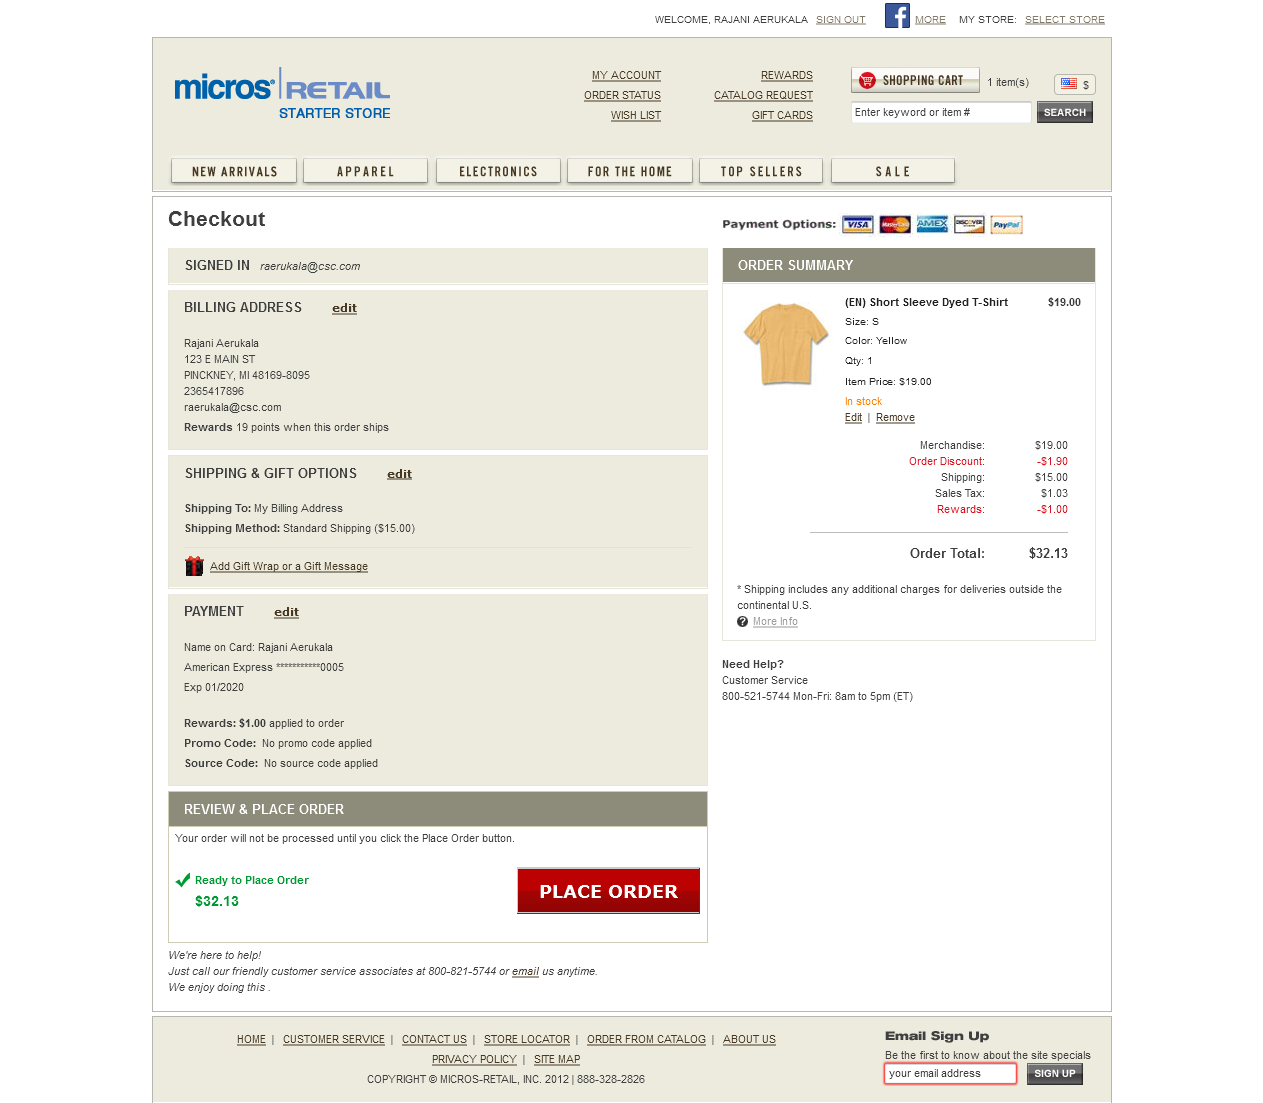 WELCOME, RAJANI AERUKALA SIGN OUT MORE MY STORE: SELECT STORE
micros RETAIL
STARTER STORE
MY ACCOUNT
ORDER STATUS
WISH LIST
REWARDS
CATALOG REQUEST
GIFT CARDS
SHOPPING CART 1 item(s) $
Enter keyword or item # SEARCH
NEW ARRIVALS APPAREL ELECTRONICS FOR THE HOME TOP SELLERS SALE
Checkout
Payment Options: VISA MasterCard AMEX DISCOVER PayPal
SIGNED IN raerukala@csc.com
BILLING ADDRESS edit
Rajani Aerukala
123 E MAIN ST
PINCKNEY, MI 48169-8095
2365417896
raerukala@csc.com
Rewards 19 points when this order ships
SHIPPING & GIFT OPTIONS edit
Shipping To: My Billing Address
Shipping Method: Standard Shipping ($15.00)
Add Gift Wrap or a Gift Message
PAYMENT edit
Name on Card: Rajani Aerukala
American Express ***********0005
Exp 01/2020
Rewards: $1.00 applied to order
Promo Code: No promo code applied
Source Code: No source code applied
REVIEW & PLACE ORDER
Your order will not be processed until you click the Place Order button.
Ready to Place Order
$32.13
PLACE ORDER
We're here to help!
Just call our friendly customer service associates at 800-821-5744 or email us anytime.
We enjoy doing this .
ORDER SUMMARY
(EN) Short Sleeve Dyed T-Shirt $19.00
Size: S
Color: Yellow
Qty: 1
Item Price: $19.00
In stock
Edit | Remove
Merchandise: $19.00
Order Discount: -$1.90
Shipping: $15.00
Sales Tax: $1.03
Rewards: -$1.00
Order Total: $32.13
* Shipping includes any additional charges for deliveries outside the
continental U.S.
? More Info
Need Help?
Customer Service
800-521-5744 Mon-Fri: 8am to 5pm (ET)
HOME | CUSTOMER SERVICE | CONTACT US | STORE LOCATOR | ORDER FROM CATALOG | ABOUT US
PRIVACY POLICY | SITE MAP
COPYRIGHT © MICROS-RETAIL, INC. 2012 | 888-328-2826
Email Sign Up
Be the first to know about the site specials
your email address SIGN UP